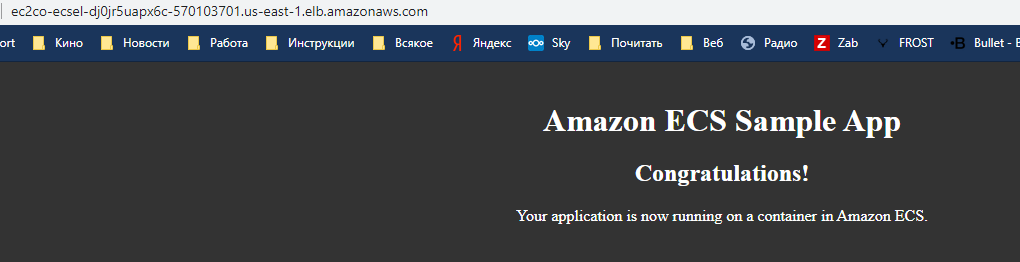 ec2co-ecsel-dj0jr5uapx6c-570103701.us-east-1.elb.amazonaws.com
ort Кино Новости Работа Инструкции Всякое Яндекс Sky Почитать Веб Радио Zab FROST Bullet - B
Amazon ECS Sample App
Congratulations!
Your application is now running on a container in Amazon ECS.